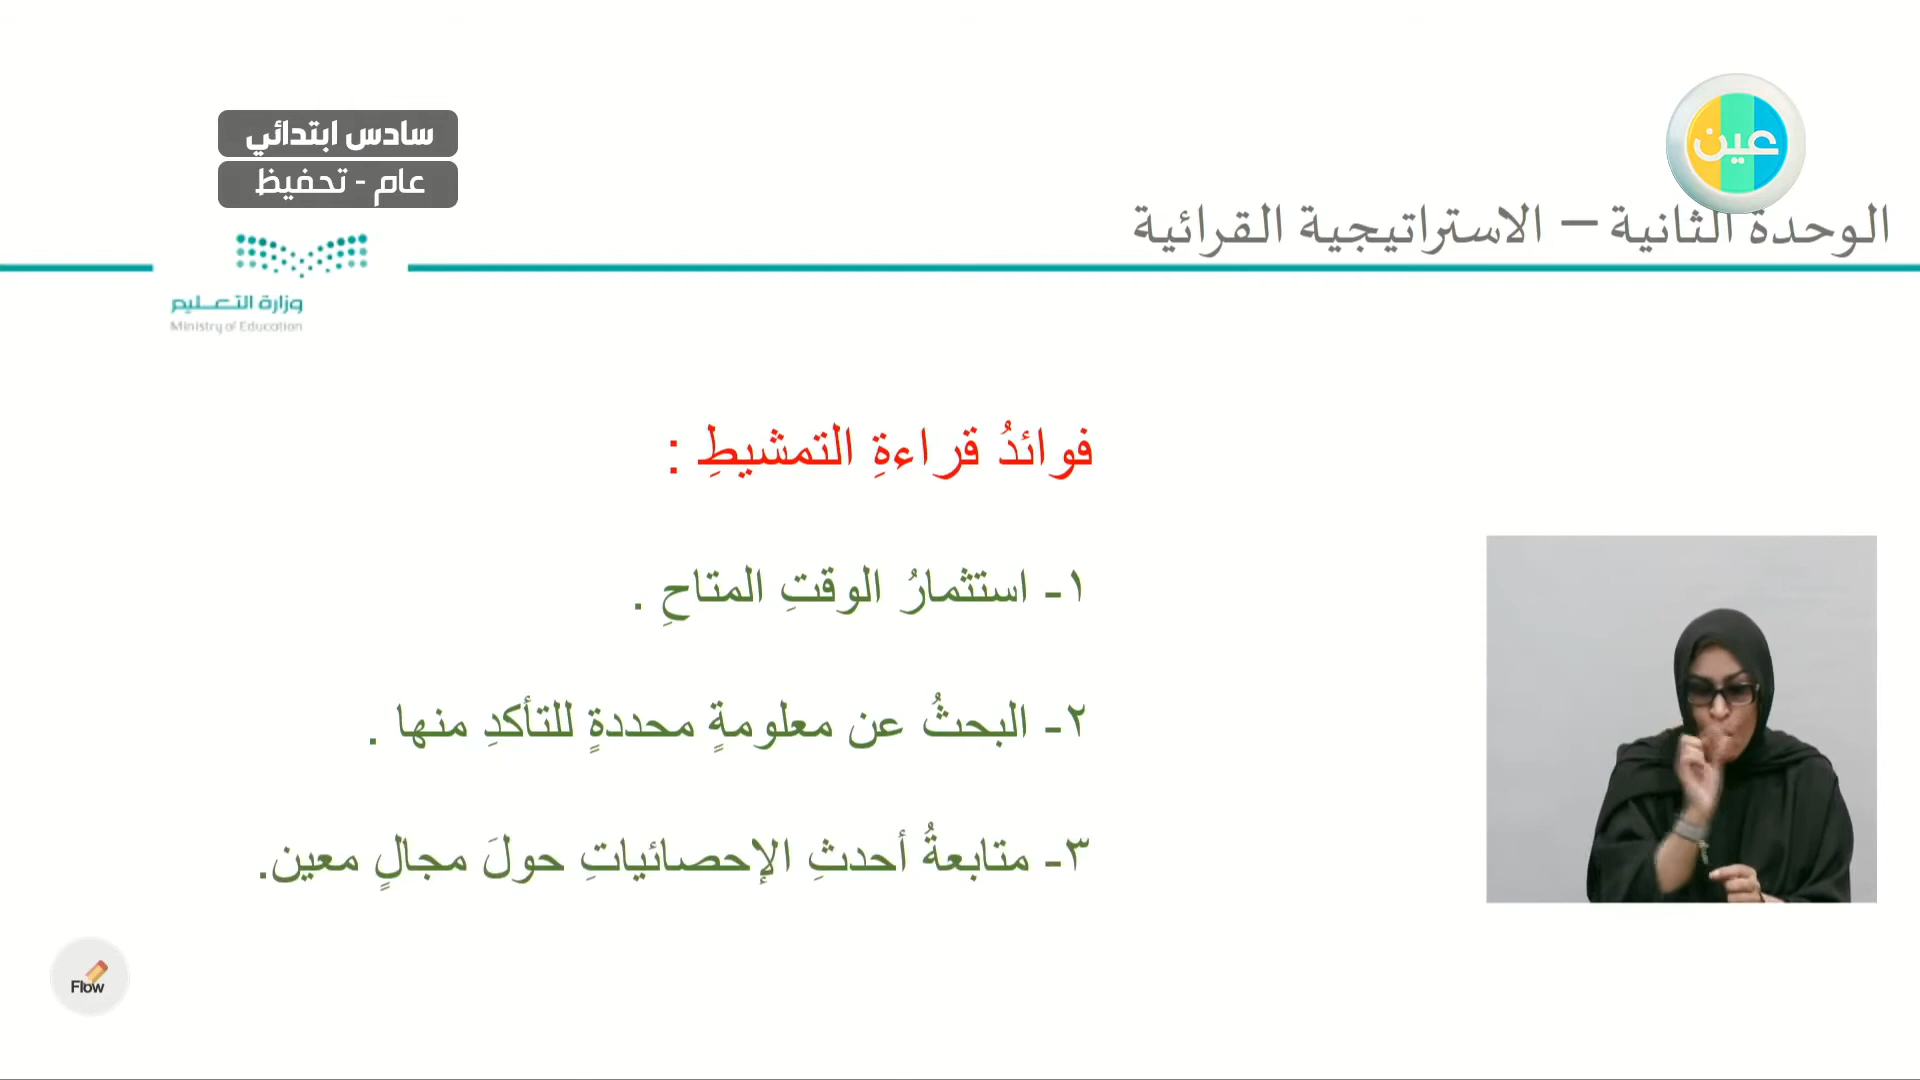 سادس ابتدائي
عام - تحفيظ
عين
الوحدة الثانية – الاستراتيجية القرائية
وزارة التعليم
Ministry of Education
فوائدُ قراءةِ التمشيطِ :
١- استثمارُ الوقتِ المتاحِ .
٢- البحثُ عن معلومةٍ محددةٍ للتأكدِ منها .
٣- متابعةُ أحدثِ الإحصائياتِ حولَ مجالٍ معين.
Flow